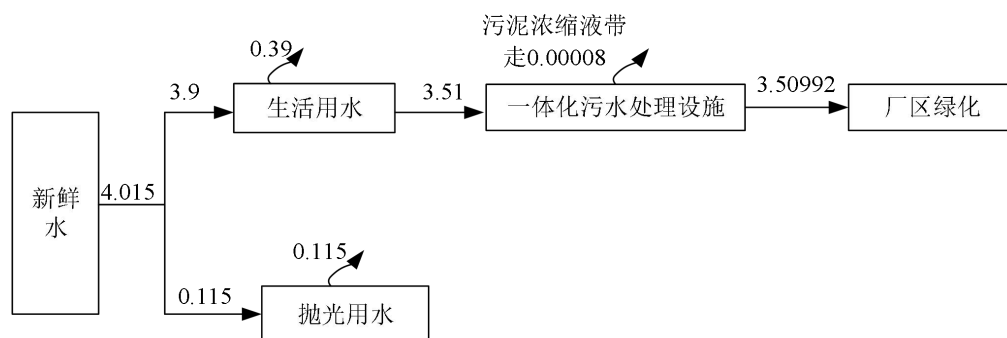 污泥浓缩液带
走0.00008
0.39
3.9
生活用水
3.51
一体化污水处理设施
3.50992
厂区绿化
新鲜
水
4.015
0.115
0.115
抛光用水